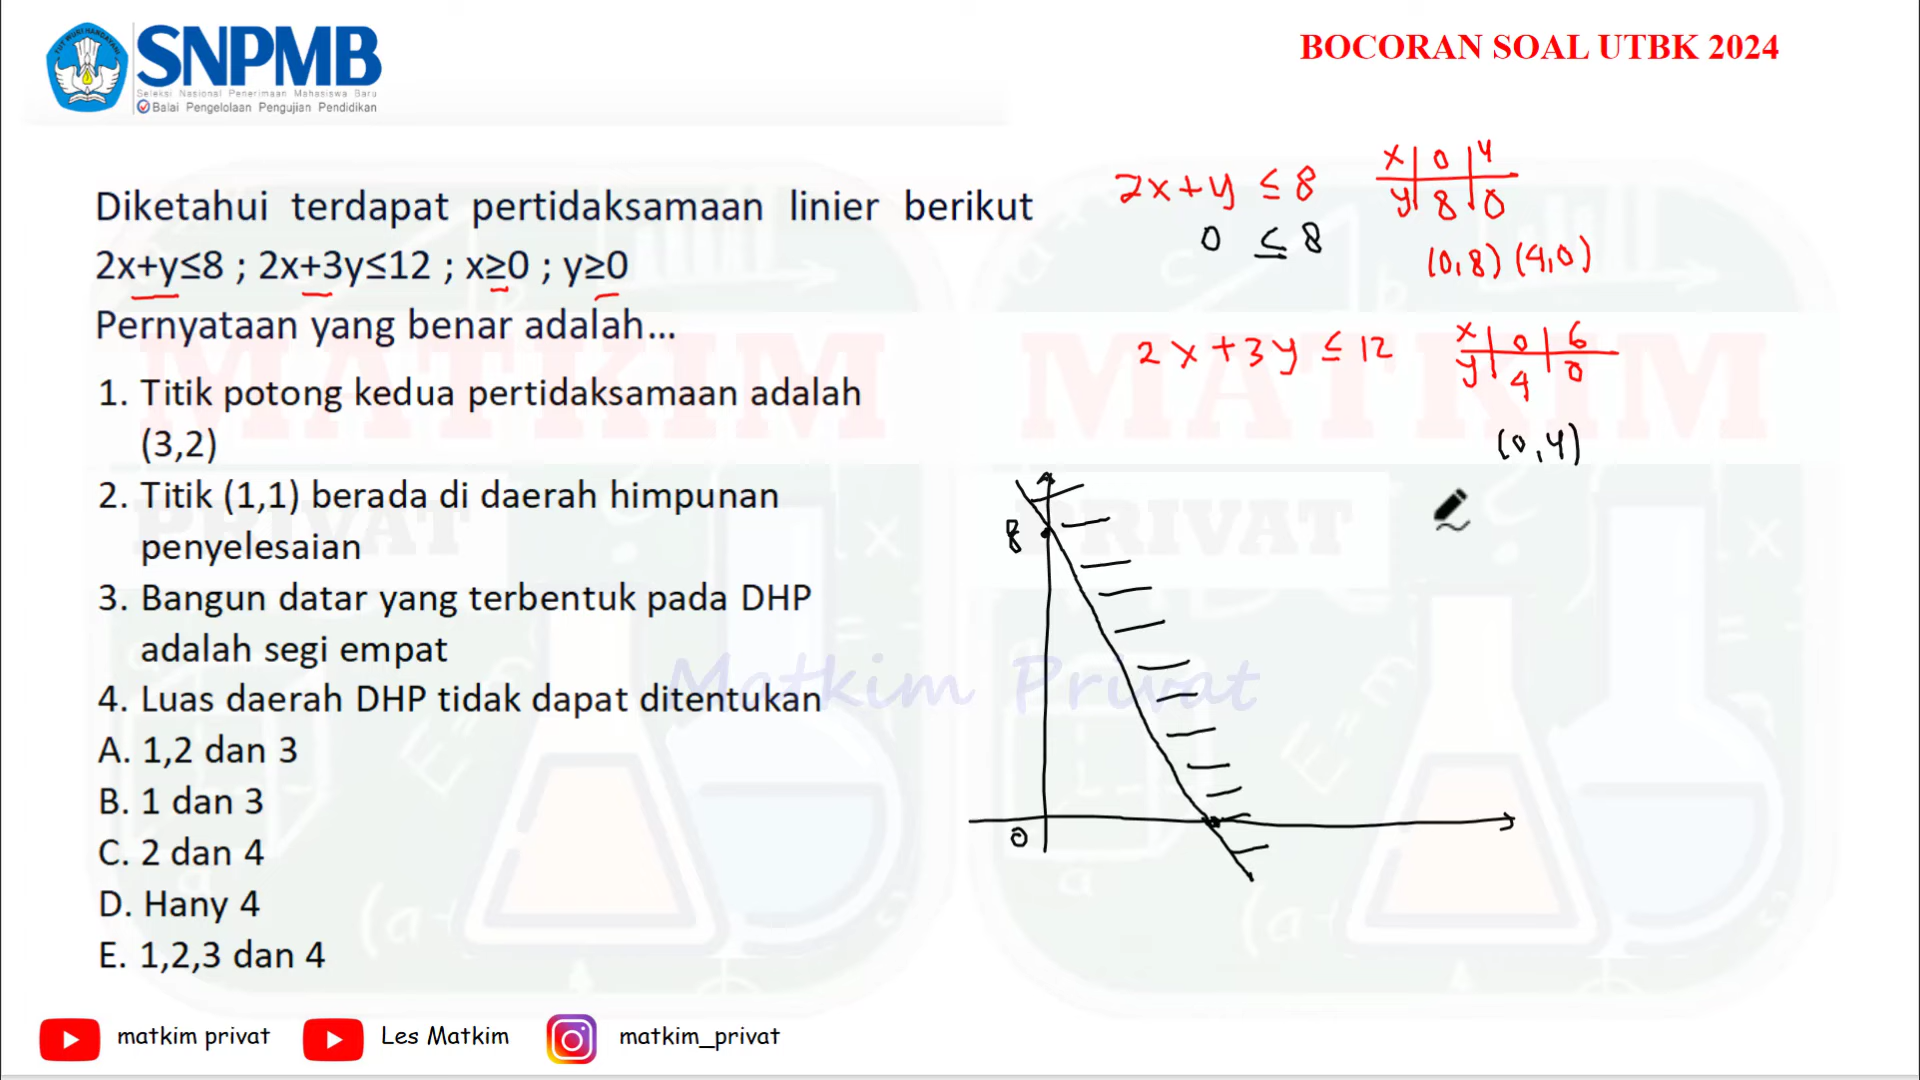 SNPMB
Seleksi Nasional Penerimaan Mahasiswa Baru
Balai Pengelolaan Pengujian Pendidikan
BOCORAN SOAL UTBK 2024
Diketahui terdapat pertidaksamaan linier berikut
2x+y≤8 ; 2x+3y≤12 ; x≥0 ; y≥0
Pernyataan yang benar adalah...
1. Titik potong kedua pertidaksamaan adalah
(3,2)
2. Titik (1,1) berada di daerah himpunan
penyelesaian
3. Bangun datar yang terbentuk pada DHP
adalah segi empat
4. Luas daerah DHP tidak dapat ditentukan
A. 1,2 dan 3
B. 1 dan 3
C. 2 dan 4
D. Hany 4
E. 1,2,3 dan 4
2x+y ≤ 8
0 ≤ 8
x | 0 | 4
y | 8 | 0
(0,8) (4,0)
2x+3y ≤ 12
x | 0 | 6
y | 4 | 0
(0,4)
8
0
MATKIM
PRIVAT
MATKIM
PRIVAT
Matkim Privat
matkim privat
Les Matkim
matkim_privat